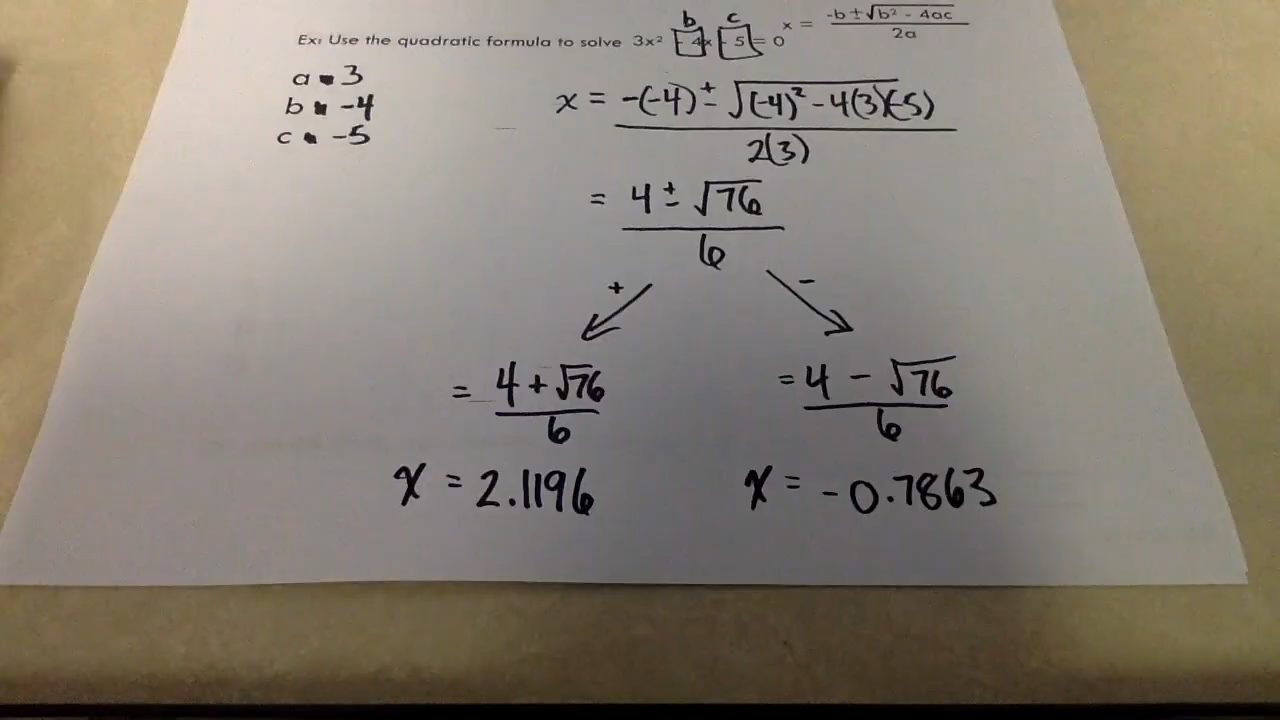 Ex: Use the quadratic formula to solve 3x² - 4x - 5 = 0
b c
x = -b ± √b² - 4ac / 2a
a = 3
b = -4
c = -5
x = -(-4) ± √(-4)² - 4(3)(-5) / 2(3)
= 4 ± √76 / 6
+ -
= 4 + √76 / 6
= 4 - √76 / 6
x = 2.1196
x = -0.7863